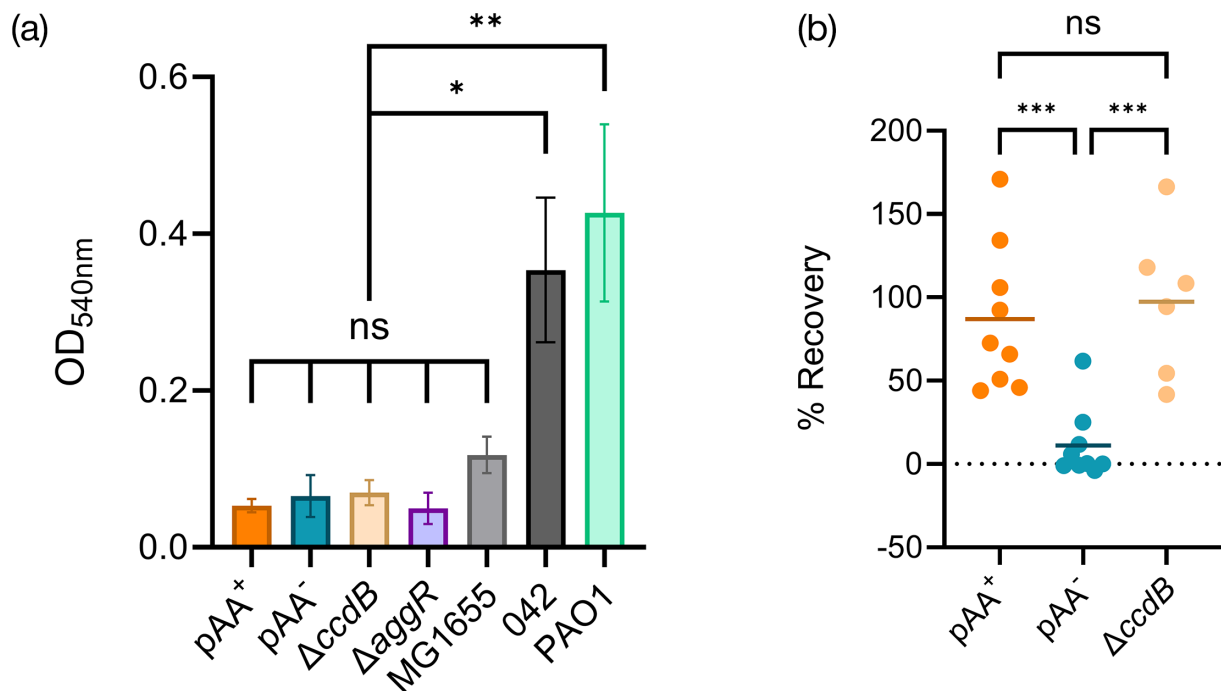 (a)
**
*
ns
OD540nm
0.6
0.4
0.2
0.0
pAA+
pAA-
ΔccdB
ΔaggR
MG1655
042
PAO1
(b)
ns
***
***
% Recovery
200
150
100
50
0
-50
pAA+
pAA-
ΔccdB